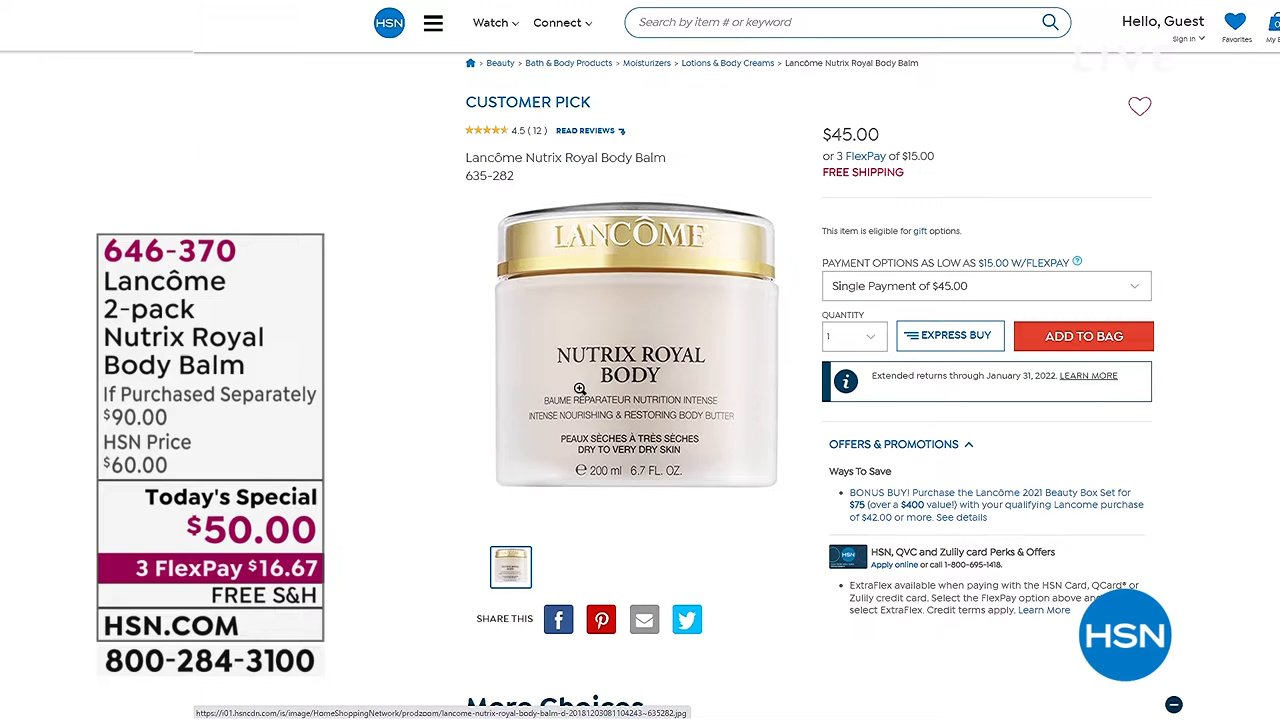 HSN
Watch
Connect
Search by item # or keyword
Hello, Guest
Sign In
Favorites
My
0
LIVE
> Beauty > Bath & Body Products > Moisturizers > Lotions & Body Creams > Lancôme Nutrix Royal Body Balm
CUSTOMER PICK
4.5 ( 12 ) READ REVIEWS
Lancôme Nutrix Royal Body Balm
635-282
$45.00
or 3 FlexPay of $15.00
FREE SHIPPING
This item is eligible for gift options.
PAYMENT OPTIONS AS LOW AS $15.00 W/FLEXPAY ?
Single Payment of $45.00
QUANTITY
1
EXPRESS BUY
ADD TO BAG
Extended returns through January 31, 2022. LEARN MORE
OFFERS & PROMOTIONS
Ways To Save
• BONUS BUY! Purchase the Lancôme 2021 Beauty Box Set for
$75 (over a $400 value!) with your qualifying Lancome purchase
of $42.00 or more. See details
HSN
HSN, QVC and Zulily card Perks & Offers
Apply online or call 1-800-695-1418.
• ExtraFlex available when paying with the HSN Card, QCard® or
Zulily credit card. Select the FlexPay option above and
select ExtraFlex. Credit terms apply. Learn More
HSN
LANCÔME
NUTRIX ROYAL
BODY
BAUME RÉPARATEUR NUTRITION INTENSE
INTENSE NOURISHING & RESTORING BODY BUTTER
PEAUX SÈCHES À TRÈS SÈCHES
DRY TO VERY DRY SKIN
℮ 200 ml 6.7 FL. OZ.
SHARE THIS
More Choices
646-370
Lancôme
2-pack
Nutrix Royal
Body Balm
If Purchased Separately
$90.00
HSN Price
$60.00
Today's Special
$50.00
3 FlexPay $16.67
FREE S&H
HSN.COM
800-284-3100
https://i01.hsncdn.com/is/image/HomeShoppingNetwork/prodzoom/lancome-nutrix-royal-body-balm-d-20181203081104243~635282.jpg